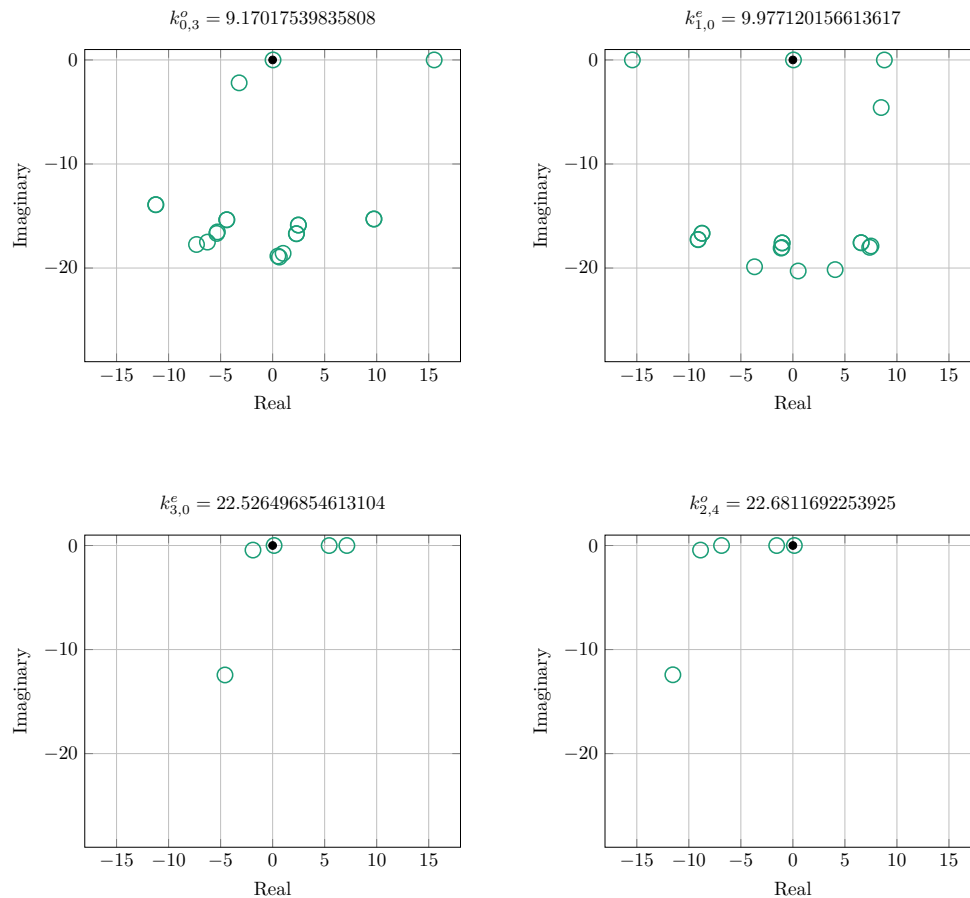 $k^o_{0,3} = 9.17017539835808$
0
−10
−20
Imaginary
−15 −10 −5 0 5 10 15
Real
$k^e_{1,0} = 9.977120156613617$
0
−10
−20
Imaginary
−15 −10 −5 0 5 10 15
Real
$k^e_{3,0} = 22.526496854613104$
0
−10
−20
Imaginary
−15 −10 −5 0 5 10 15
Real
$k^o_{2,4} = 22.6811692253925$
0
−10
−20
Imaginary
−15 −10 −5 0 5 10 15
Real